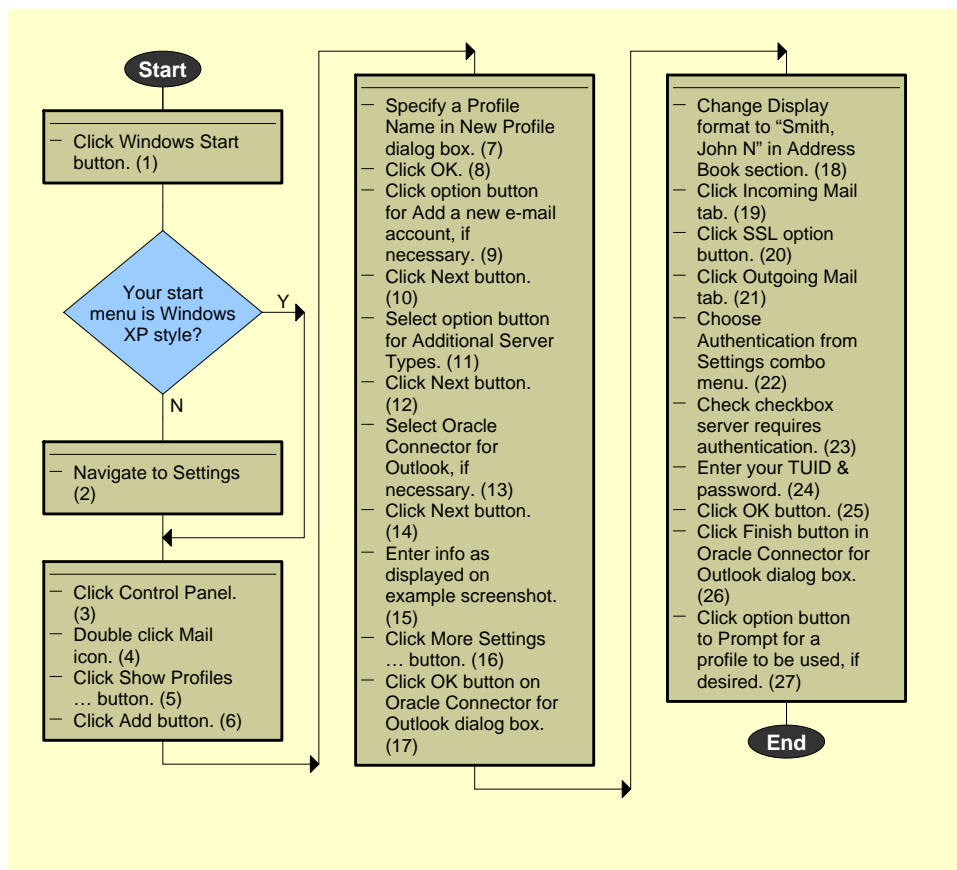 Start
– Click Windows Start
button. (1)
Your start
menu is Windows
XP style?
Y
N
– Navigate to Settings
(2)
– Click Control Panel.
(3)
– Double click Mail
icon. (4)
– Click Show Profiles
… button. (5)
– Click Add button. (6)
– Specify a Profile
Name in New Profile
dialog box. (7)
– Click OK. (8)
– Click option button
for Add a new e-mail
account, if
necessary. (9)
– Click Next button.
(10)
– Select option button
for Additional Server
Types. (11)
– Click Next button.
(12)
– Select Oracle
Connector for
Outlook, if
necessary. (13)
– Click Next button.
(14)
– Enter info as
displayed on
example screenshot.
(15)
– Click More Settings
… button. (16)
– Click OK button on
Oracle Connector for
Outlook dialog box.
(17)
– Change Display
format to “Smith,
John N” in Address
Book section. (18)
– Click Incoming Mail
tab. (19)
– Click SSL option
button. (20)
– Click Outgoing Mail
tab. (21)
– Choose
Authentication from
Settings combo
menu. (22)
– Check checkbox
server requires
authentication. (23)
– Enter your TUID &
password. (24)
– Click OK button. (25)
– Click Finish button in
Oracle Connector for
Outlook dialog box.
(26)
– Click option button
to Prompt for a
profile to be used, if
desired. (27)
End